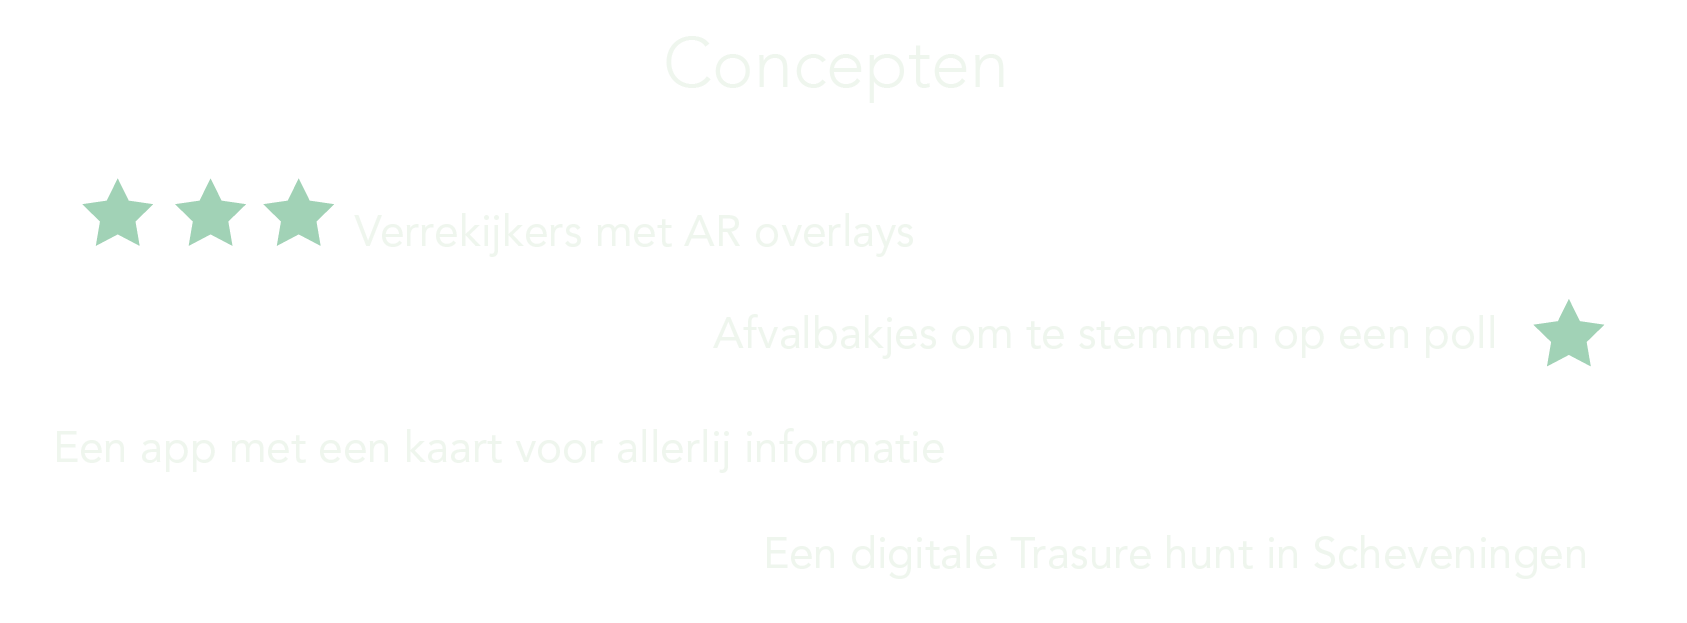 Concepten
Verrekijkers met AR overlays
Afvalbakjes om te stemmen op een poll
Een app met een kaart voor allerlij informatie
Een digitale Trasure hunt in Scheveningen